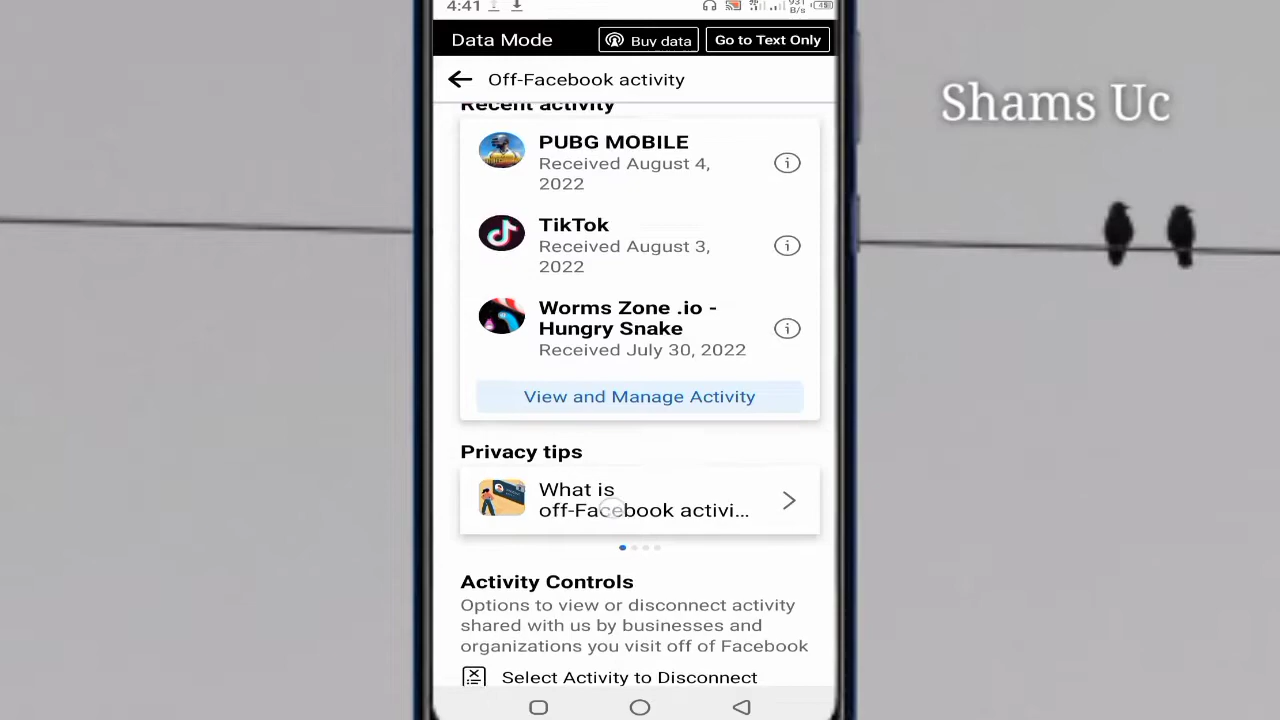 4:41
Data Mode
Buy data
Go to Text Only
Off-Facebook activity
Recent activity
PUBG MOBILE
Received August 4,
2022
TikTok
Received August 3,
2022
Worms Zone .io -
Hungry Snake
Received July 30, 2022
View and Manage Activity
Privacy tips
What is
off-Facebook activi...
Activity Controls
Options to view or disconnect activity
shared with us by businesses and
organizations you visit off of Facebook
Select Activity to Disconnect
Shams Uc